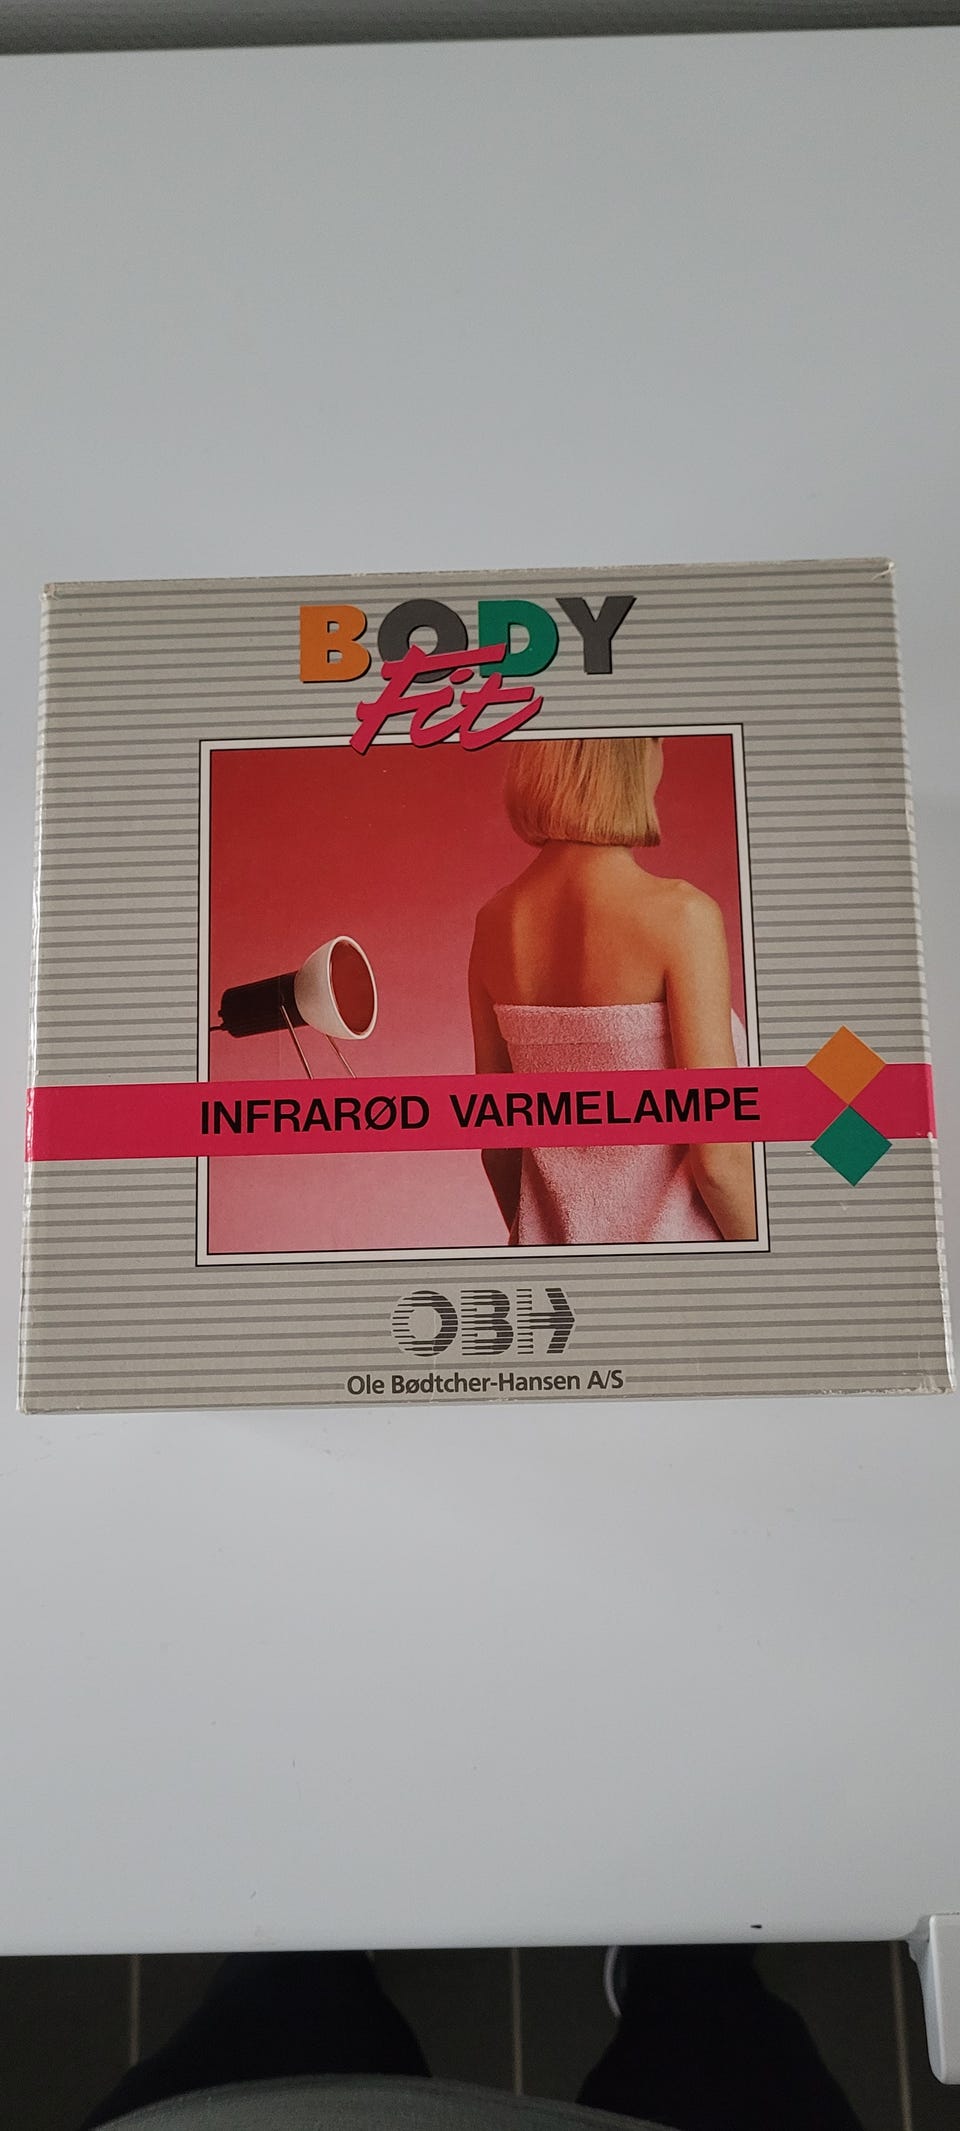 BODY
Fit
INFRARØD VARMELAMPE
OBH
Ole Bødtcher-Hansen A/S